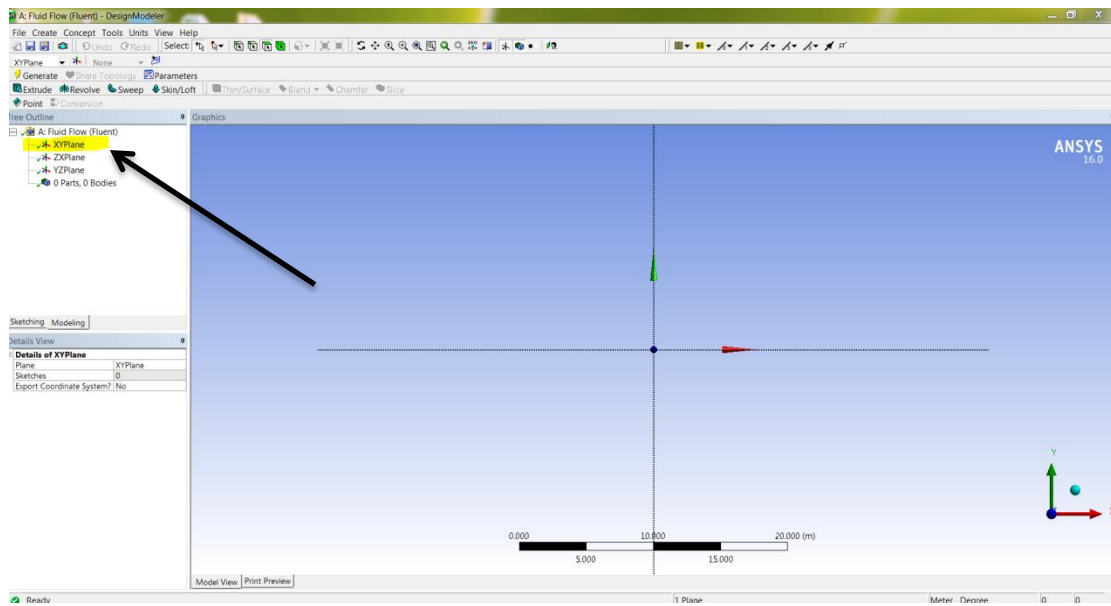 A: Fluid Flow (Fluent) - DesignModeler
File Create Concept Tools Units View Help
Undo Redo Select:
XYPlane None
Generate Share Topology Parameters
Extrude Revolve Sweep Skin/Loft Thin/Surface Blend Chamfer Slice
Point Conversion
Tree Outline
A: Fluid Flow (Fluent)
XYPlane
ZXPlane
YZPlane
0 Parts, 0 Bodies
Sketching Modeling
Details View
Details of XYPlane
Plane XYPlane
Sketches 0
Export Coordinate System? No
Graphics
ANSYS
16.0
Y
0.000 10.000 20.000 (m)
5.000 15.000
Model View Print Preview
Ready 1 Plane Meter Degree 0 0